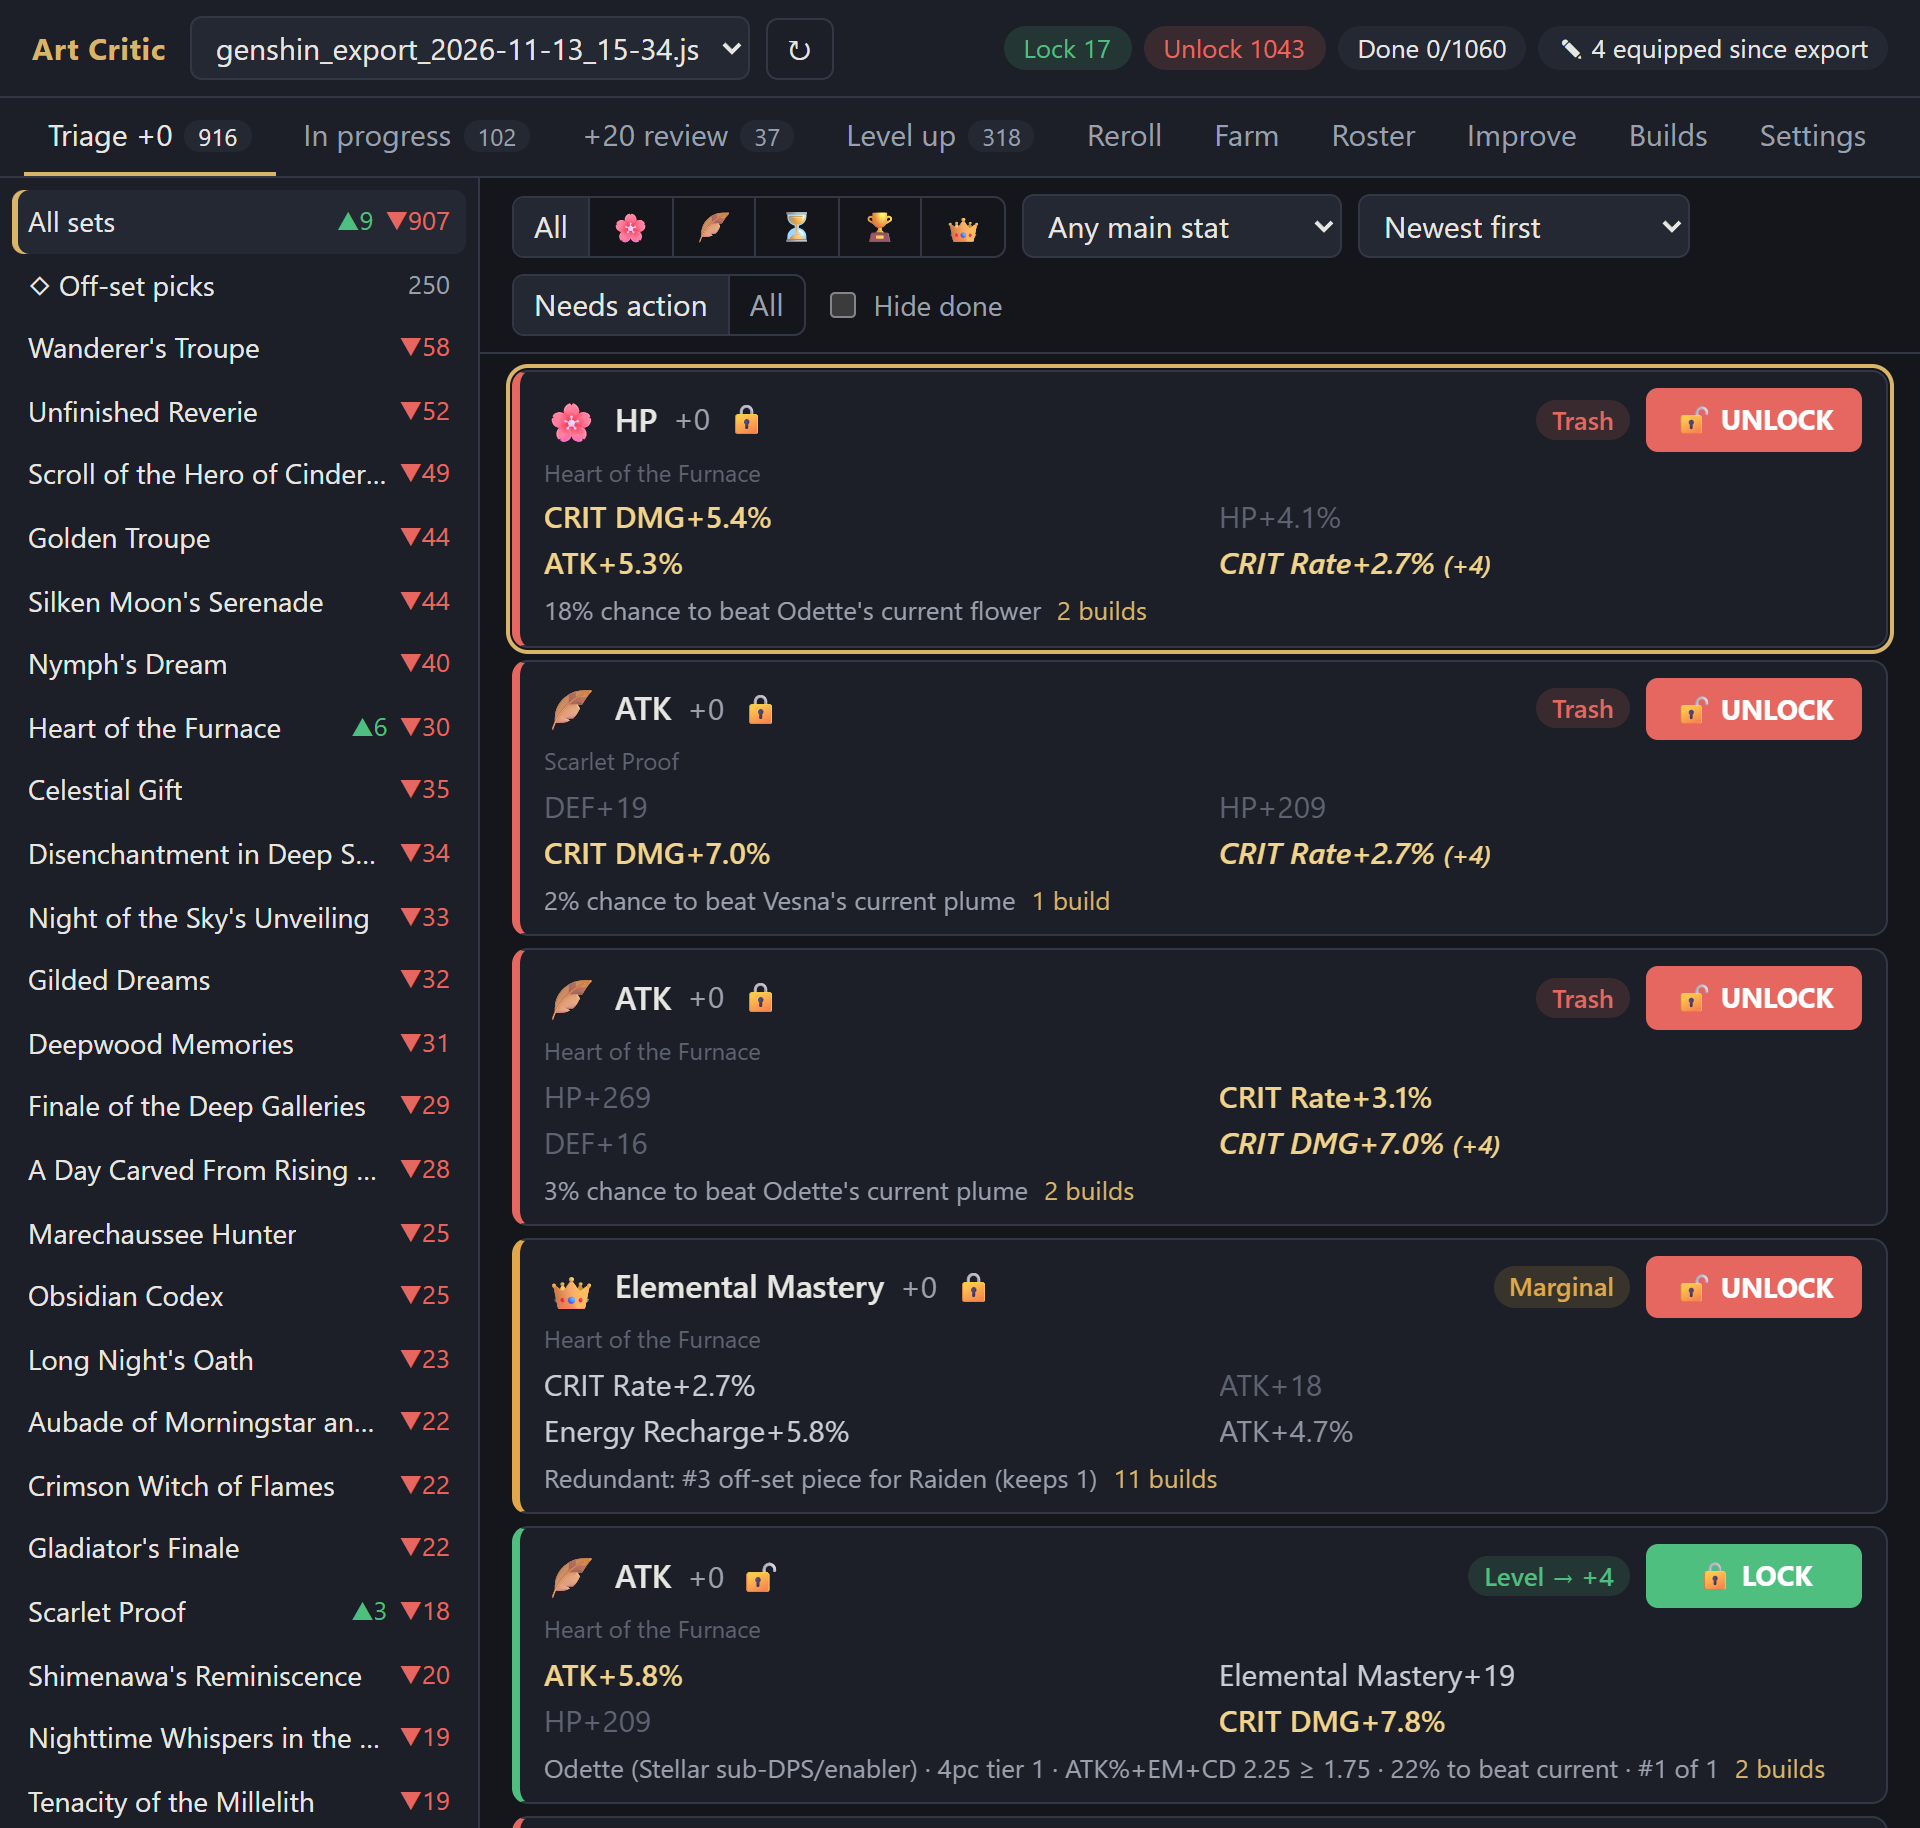 Art Critic
genshin_export_2026-11-13_15-34.js
Lock 17
Unlock 1043
Done 0/1060
4 equipped since export
Triage +0 916
In progress 102
+20 review 37
Level up 318
Reroll
Farm
Roster
Improve
Builds
Settings
All sets ▲9 ▼907
◇ Off-set picks 250
Wanderer's Troupe ▼58
Unfinished Reverie ▼52
Scroll of the Hero of Cinder... ▼49
Golden Troupe ▼44
Silken Moon's Serenade ▼44
Nymph's Dream ▼40
Heart of the Furnace ▲6 ▼30
Celestial Gift ▼35
Disenchantment in Deep S... ▼34
Night of the Sky's Unveiling ▼33
Gilded Dreams ▼32
Deepwood Memories ▼31
Finale of the Deep Galleries ▼29
A Day Carved From Rising ... ▼28
Marechaussee Hunter ▼25
Obsidian Codex ▼25
Long Night's Oath ▼23
Aubade of Morningstar an... ▼22
Crimson Witch of Flames ▼22
Gladiator's Finale ▼22
Scarlet Proof ▲3 ▼18
Shimenawa's Reminiscence ▼20
Nighttime Whispers in the ... ▼19
Tenacity of the Millelith ▼19
All
Any main stat
Newest first
Needs action
All
Hide done
HP +0
Trash
UNLOCK
Heart of the Furnace
CRIT DMG+5.4% HP+4.1%
ATK+5.3% CRIT Rate+2.7% (+4)
18% chance to beat Odette's current flower 2 builds
ATK +0
Trash
UNLOCK
Scarlet Proof
DEF+19 HP+209
CRIT DMG+7.0% CRIT Rate+2.7% (+4)
2% chance to beat Vesna's current plume 1 build
ATK +0
Trash
UNLOCK
Heart of the Furnace
HP+269 CRIT Rate+3.1%
DEF+16 CRIT DMG+7.0% (+4)
3% chance to beat Odette's current plume 2 builds
Elemental Mastery +0
Marginal
UNLOCK
Heart of the Furnace
CRIT Rate+2.7% ATK+18
Energy Recharge+5.8% ATK+4.7%
Redundant: #3 off-set piece for Raiden (keeps 1) 11 builds
ATK +0
Level → +4
LOCK
Heart of the Furnace
ATK+5.8% Elemental Mastery+19
HP+209 CRIT DMG+7.8%
Odette (Stellar sub-DPS/enabler) · 4pc tier 1 · ATK%+EM+CD 2.25 ≥ 1.75 · 22% to beat current · #1 of 1 2 builds